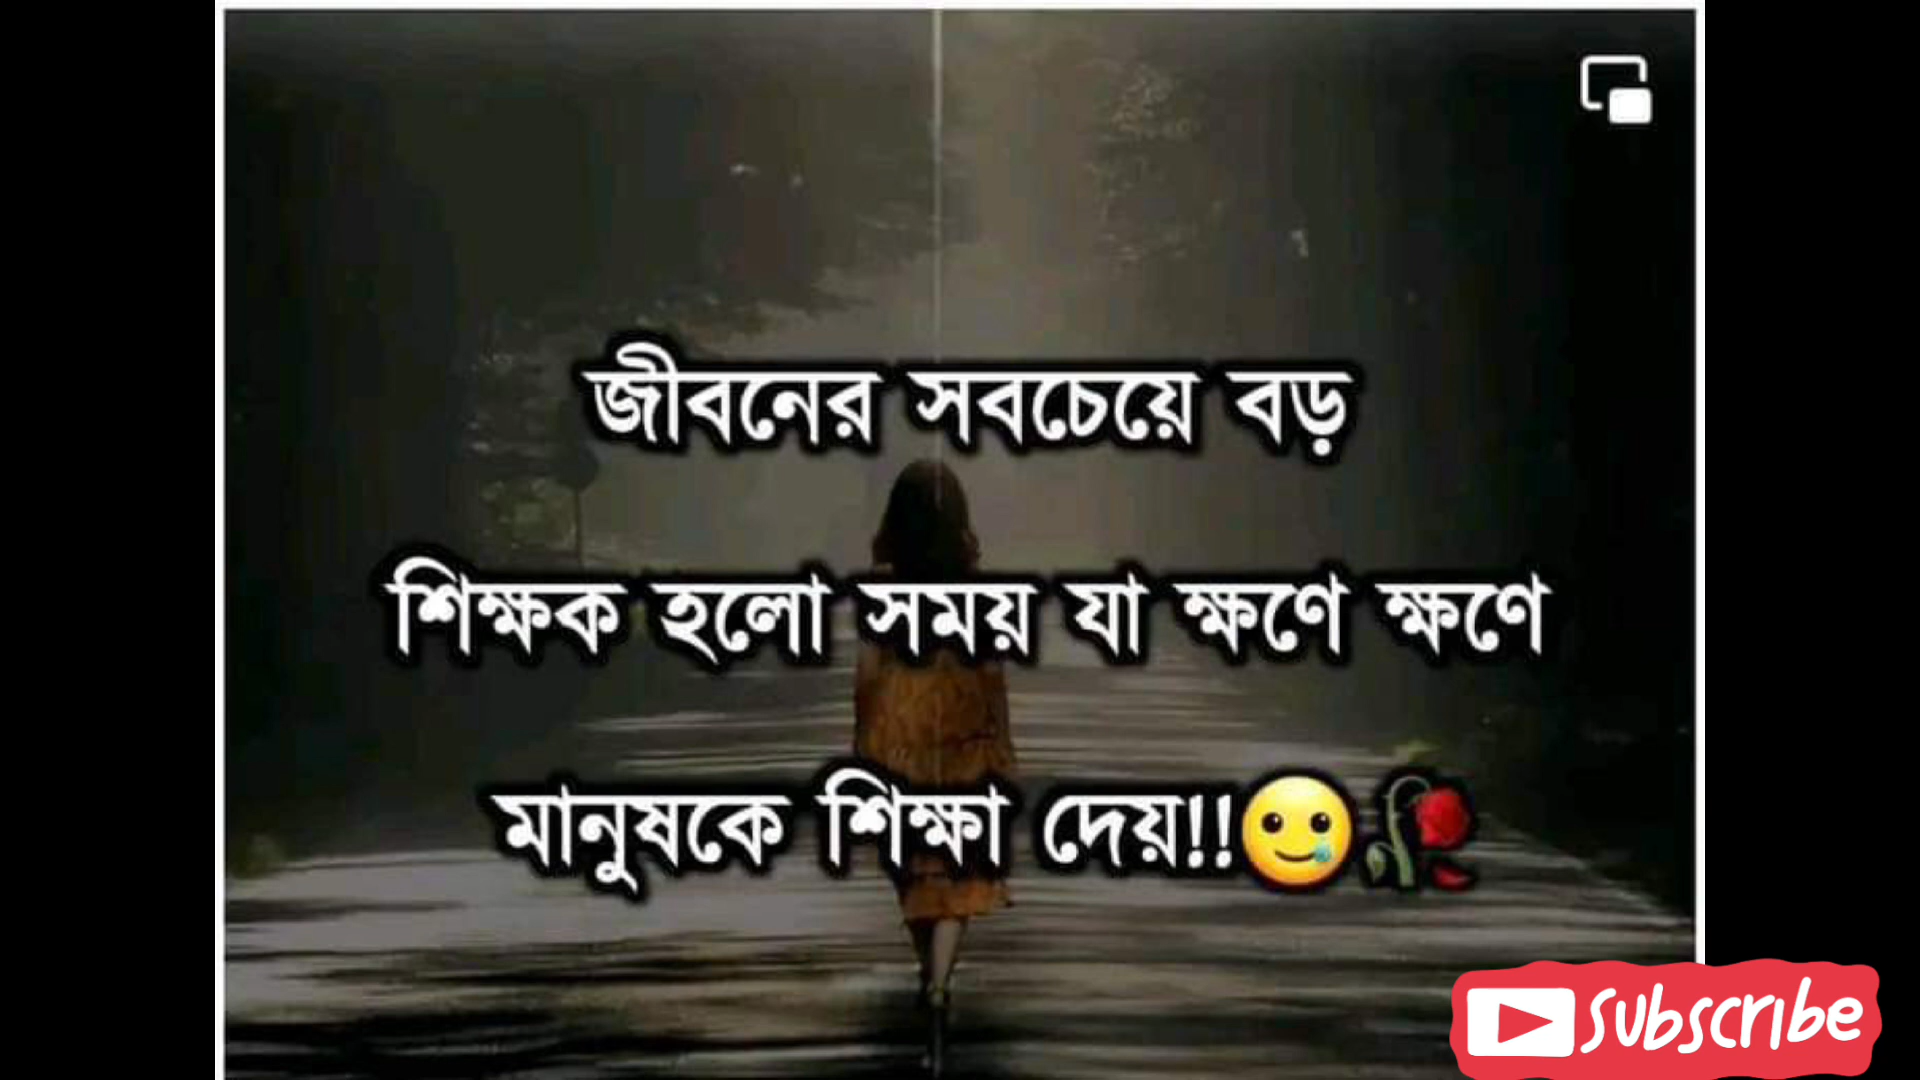 জীবনের সবচেয়ে বড়
শিক্ষক হলো সময় যা ক্ষণে ক্ষণে
মানুষকে শিক্ষা দেয়!!🥲🥀
Subscribe